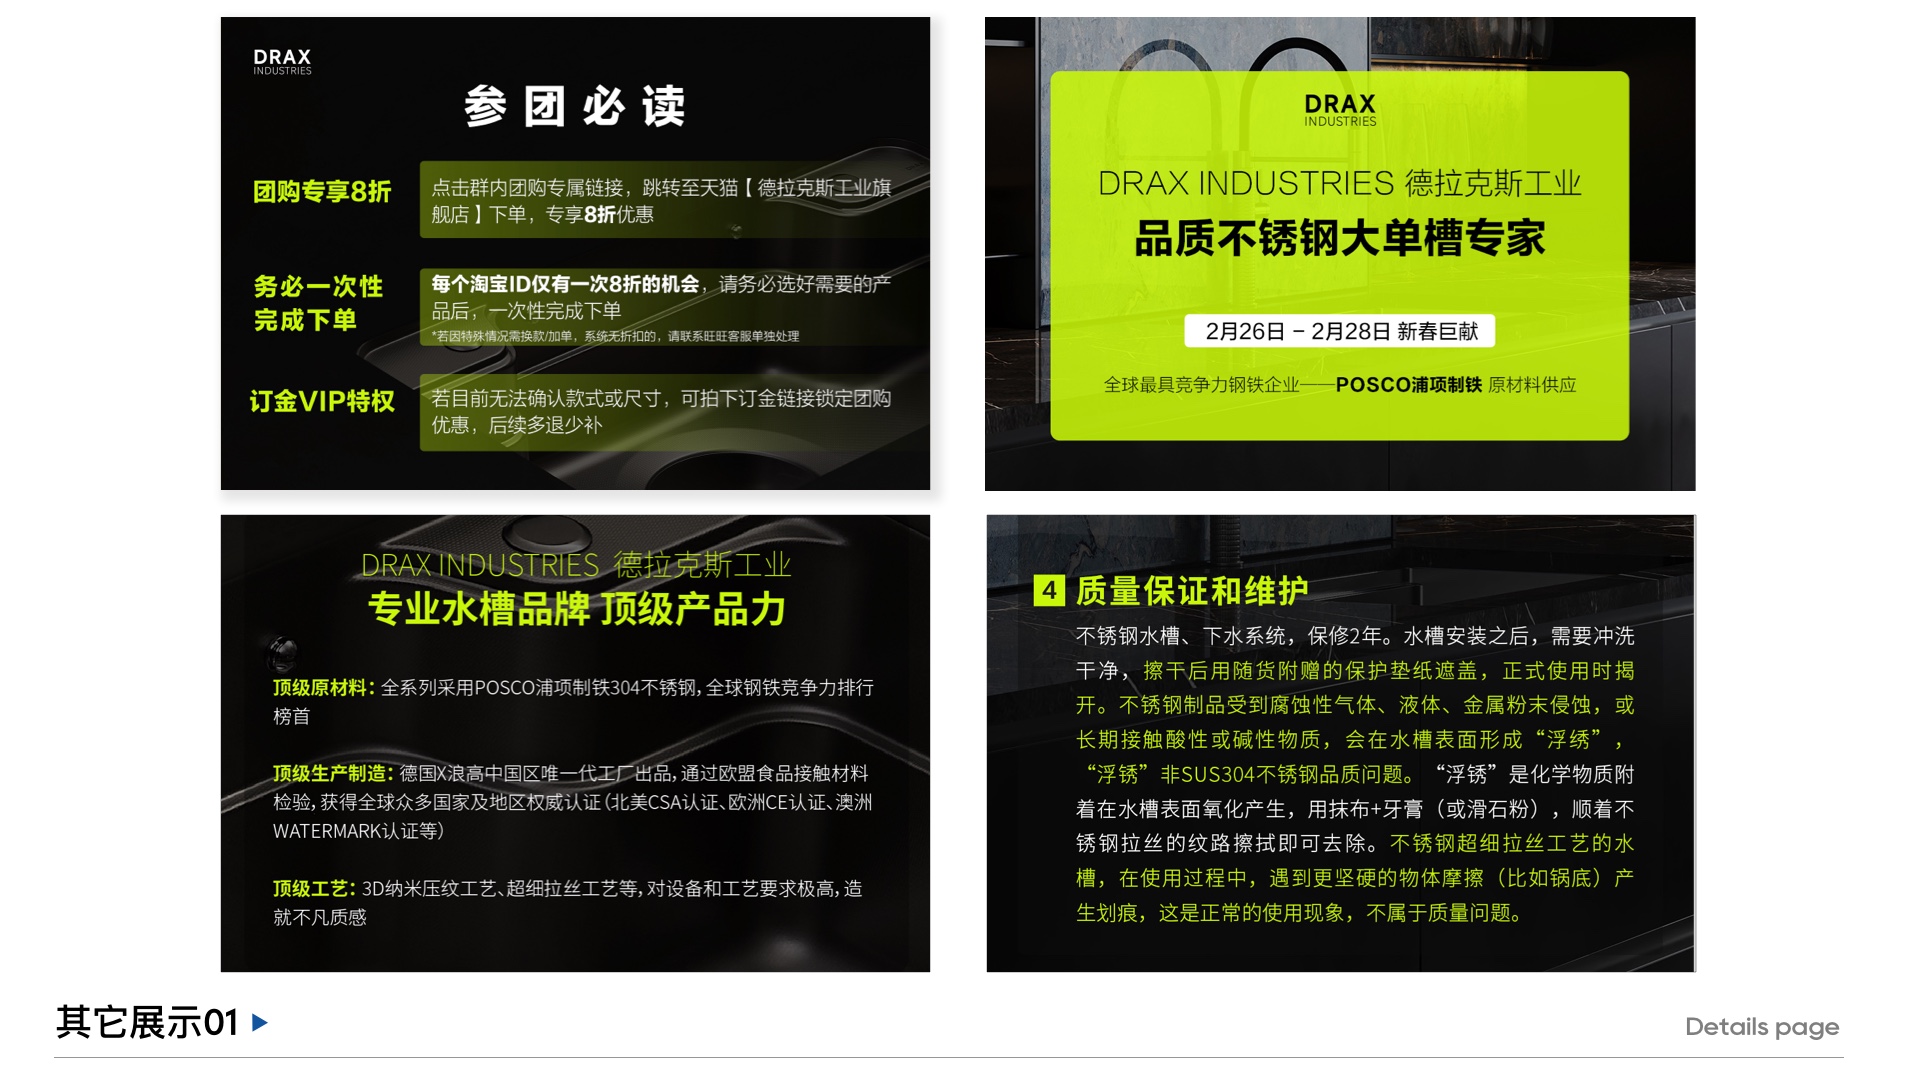 DRAX
INDUSTRIES
参团必读
团购专享8折
点击群内团购专属链接，跳转至天猫【德拉克斯工业旗
舰店】下单，专享8折优惠
务必一次性
完成下单
每个淘宝ID仅有一次8折的机会，请务必选好需要的产
品后，一次性完成下单
*若因特殊情况需换款/加单，系统无折扣的，请联系旺旺客服单独处理
订金VIP特权
若目前无法确认款式或尺寸，可拍下订金链接锁定团购
优惠，后续多退少补
DRAX
INDUSTRIES
DRAX INDUSTRIES 德拉克斯工业
品质不锈钢大单槽专家
2月26日 – 2月28日 新春巨献
全球最具竞争力钢铁企业——POSCO浦项制铁 原材料供应
DRAX INDUSTRIES 德拉克斯工业
专业水槽品牌 顶级产品力
顶级原材料：全系列采用POSCO浦项制铁304不锈钢，全球钢铁竞争力排行
榜首
顶级生产制造：德国X浪高中国区唯一代工厂出品，通过欧盟食品接触材料
检验，获得全球众多国家及地区权威认证（北美CSA认证、欧洲CE认证、澳洲
WATERMARK认证等）
顶级工艺：3D纳米压纹工艺、超细拉丝工艺等，对设备和工艺要求极高，造
就不凡质感
4 质量保证和维护
不锈钢水槽、下水系统，保修2年。水槽安装之后，需要冲洗
干净，擦干后用随货附赠的保护垫纸遮盖，正式使用时揭
开。不锈钢制品受到腐蚀性气体、液体、金属粉末侵蚀，或
长期接触酸性或碱性物质，会在水槽表面形成“浮绣”，
“浮锈”非SUS304不锈钢品质问题。“浮锈”是化学物质附
着在水槽表面氧化产生，用抹布+牙膏（或滑石粉），顺着不
锈钢拉丝的纹路擦拭即可去除。不锈钢超细拉丝工艺的水
槽，在使用过程中，遇到更坚硬的物体摩擦（比如锅底）产
生划痕，这是正常的使用现象，不属于质量问题。
其它展示01
Details page